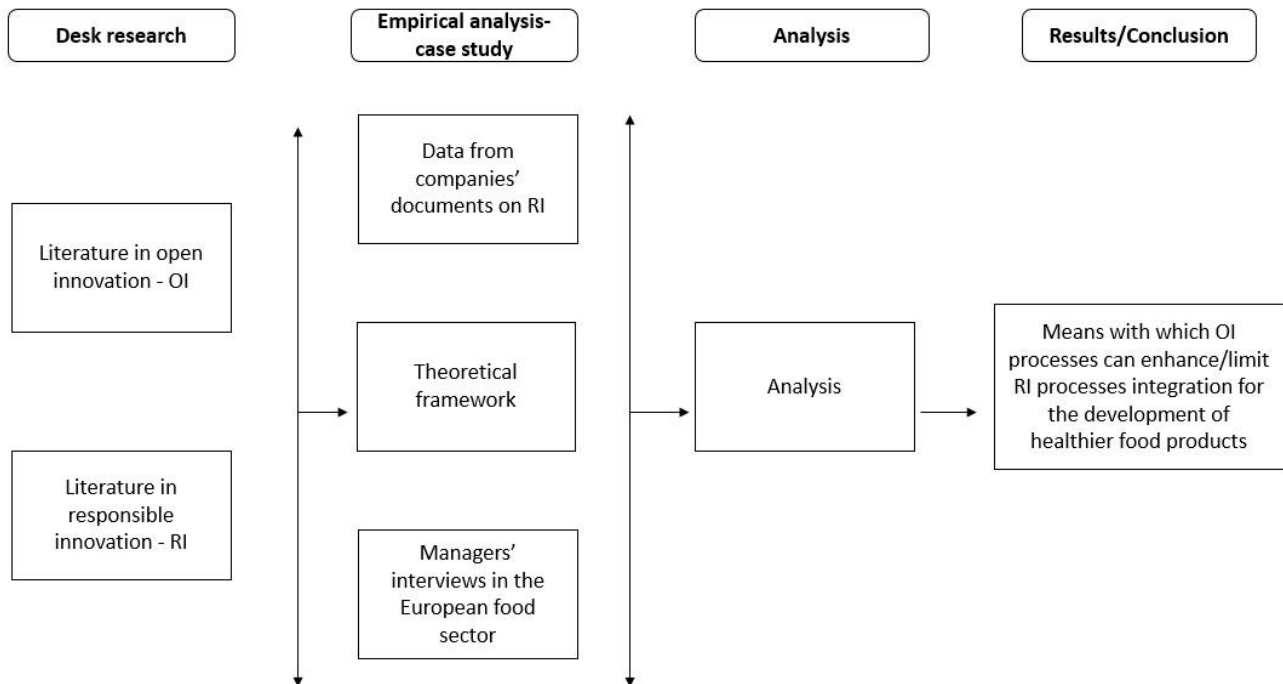 Desk research
Empirical analysis-
case study
Analysis
Results/Conclusion
Literature in open
innovation - OI
Literature in
responsible
innovation - RI
Data from
companies’
documents on RI
Theoretical
framework
Managers’
interviews in the
European food
sector
Analysis
Means with which OI
processes can enhance/limit
RI processes integration for
the development of
healthier food products